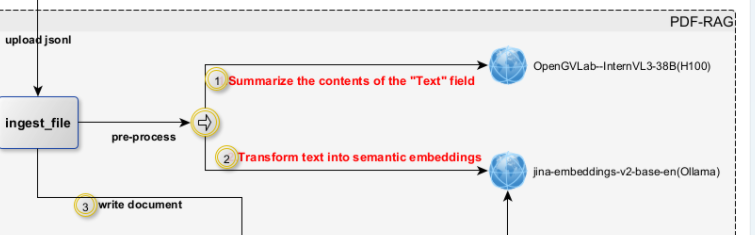 PDF-RAG
upload jsonl
OpenGVLab--InternVL3-38B(H100)
1 Summarize the contents of the "Text" field
ingest_file
pre-process
2 Transform text into semantic embeddings
jina-embeddings-v2-base-en(Ollama)
3 write document